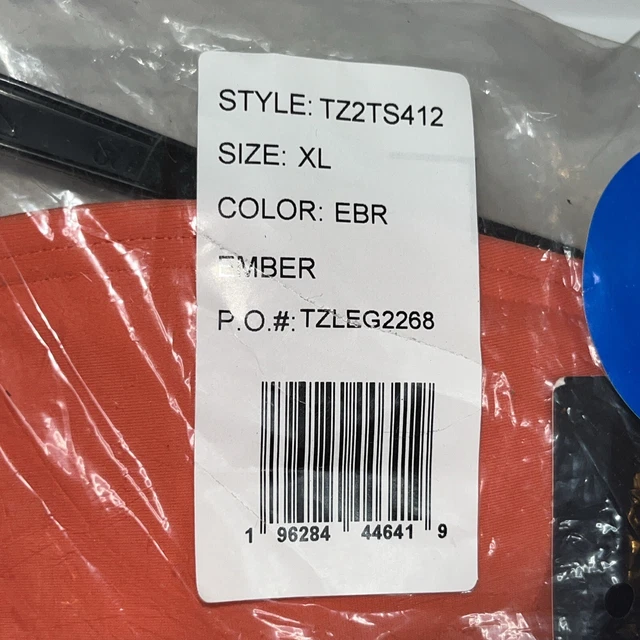 STYLE: TZ2TS412
SIZE: XL
COLOR: EBR
EMBER
P.O.#: TZLEG2268
1 96284 44641 9